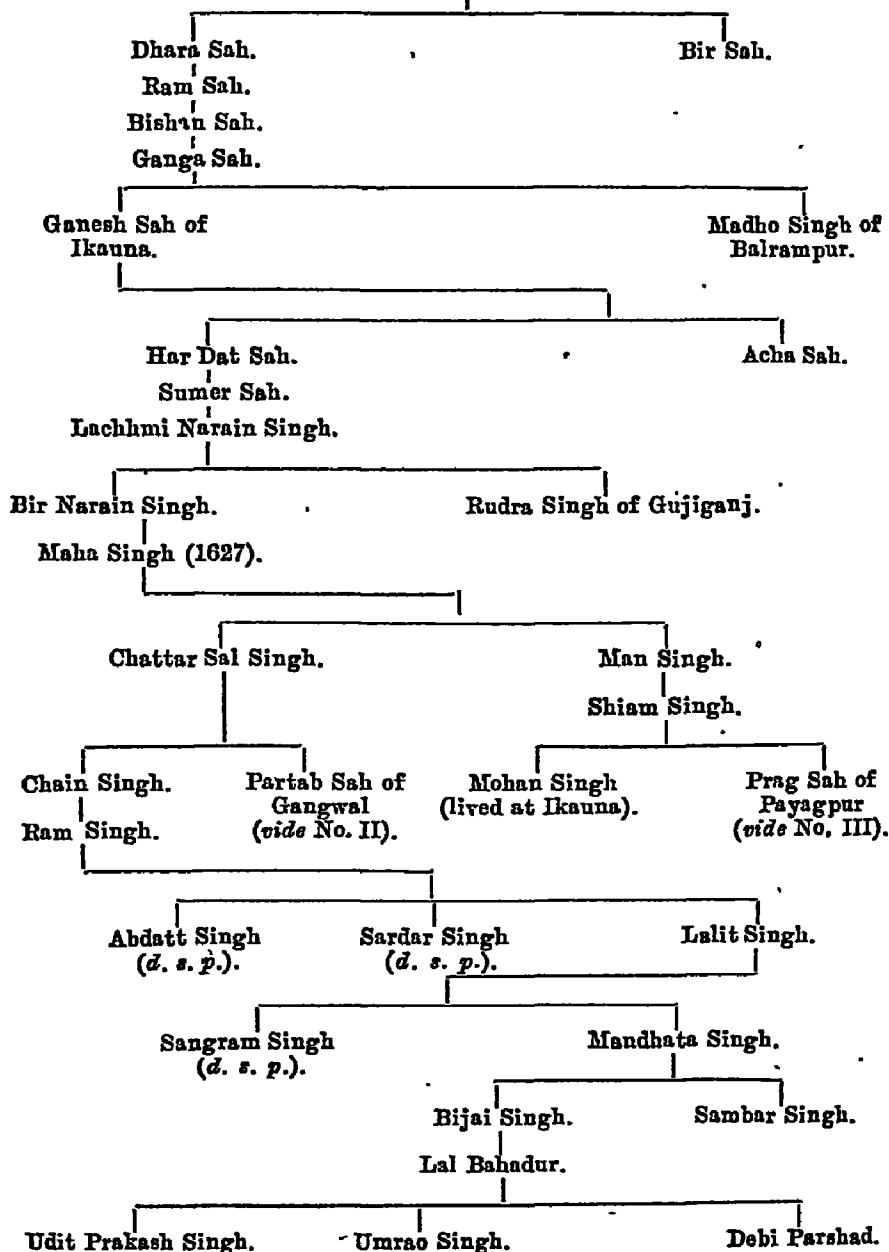 Dhara Sah. Bir Sah.
Ram Sah.
Bishan Sah.
Ganga Sah.
Ganesh Sah of Ikauna.
Madho Singh of Balrampur.
Har Dat Sah. Acha Sah.
Sumer Sah.
Lachhmi Narain Singh.
Bir Narain Singh. Rudra Singh of Gujiganj.
Maha Singh (1627).
Chattar Sal Singh. Man Singh.
Shiam Singh.
Chain Singh.
Partab Sah of Gangwal (vide No. II).
Mohan Singh (lived at Ikauna).
Prag Sah of Payagpur (vide No. III).
Ram Singh.
Abdatt Singh (d. s. p.).
Sardar Singh (d. s. p.).
Lalit Singh.
Sangram Singh (d. s. p.).
Mandhata Singh.
Bijai Singh. Sambar Singh.
Lal Bahadur.
Udit Prakash Singh. Umrao Singh. Debi Parshad.